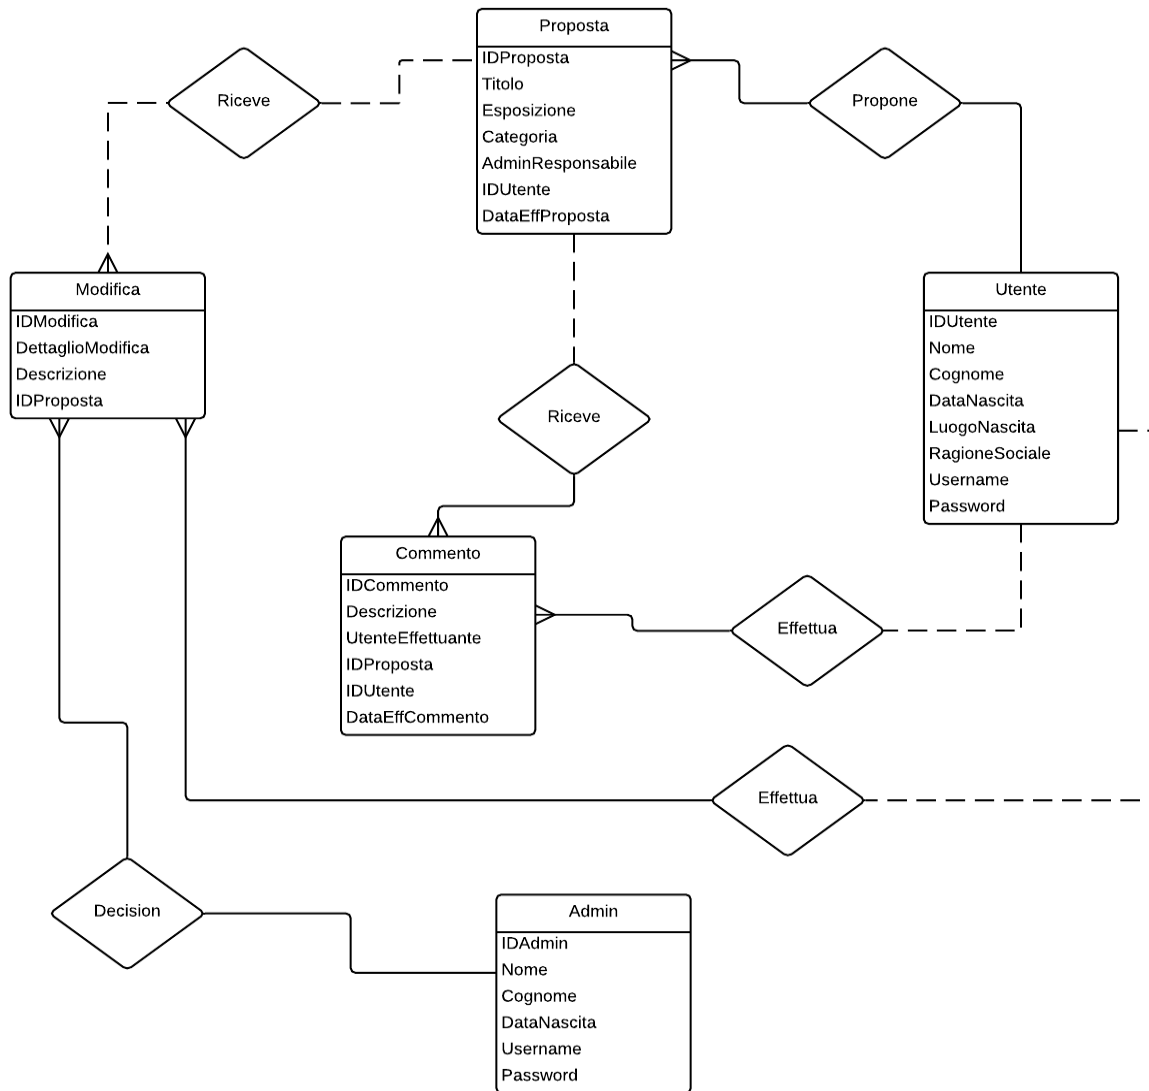 Proposta
IDProposta
Titolo
Esposizione
Categoria
AdminResponsabile
IDUtente
DataEffProposta
Riceve
Propone
Modifica
IDModifica
DettaglioModifica
Descrizione
IDProposta
Utente
IDUtente
Nome
Cognome
DataNascita
LuogoNascita
RagioneSociale
Username
Password
Riceve
Commento
IDCommento
Descrizione
UtenteEffettuante
IDProposta
IDUtente
DataEffCommento
Effettua
Effettua
Decision
Admin
IDAdmin
Nome
Cognome
DataNascita
Username
Password